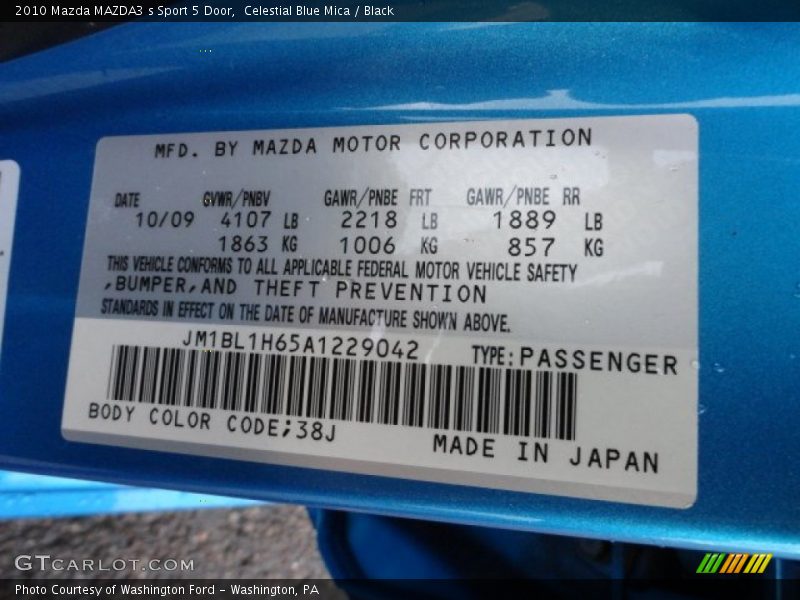 2010 Mazda MAZDA3 s Sport 5 Door,  Celestial Blue Mica / Black
MFD. BY MAZDA MOTOR CORPORATION
DATE GVWR/PNBV GAWR/PNBE FRT GAWR/PNBE RR
10/09 4107 LB 2218 LB 1889 LB
1863 KG 1006 KG 857 KG
THIS VEHICLE CONFORMS TO ALL APPLICABLE FEDERAL MOTOR VEHICLE SAFETY
,BUMPER,AND THEFT PREVENTION
STANDARDS IN EFFECT ON THE DATE OF MANUFACTURE SHOWN ABOVE.
JM1BL1H65A1229042 TYPE:PASSENGER
BODY COLOR CODE;38J
MADE IN JAPAN
GTCARLOT.COM
Photo Courtesy of Washington Ford - Washington, PA